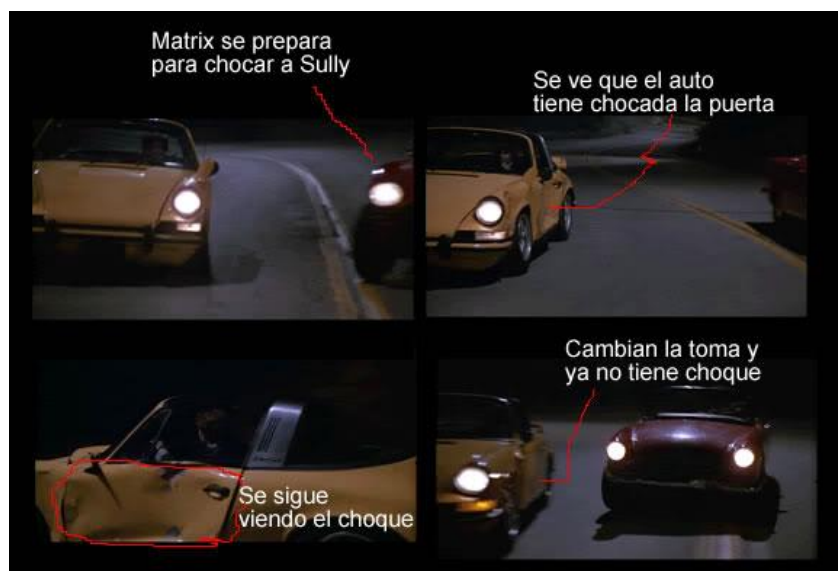 Matrix se prepara
para chocar a Sully
Se ve que el auto
tiene chocada la puerta
Se sigue
viendo el choque
Cambian la toma y
ya no tiene choque